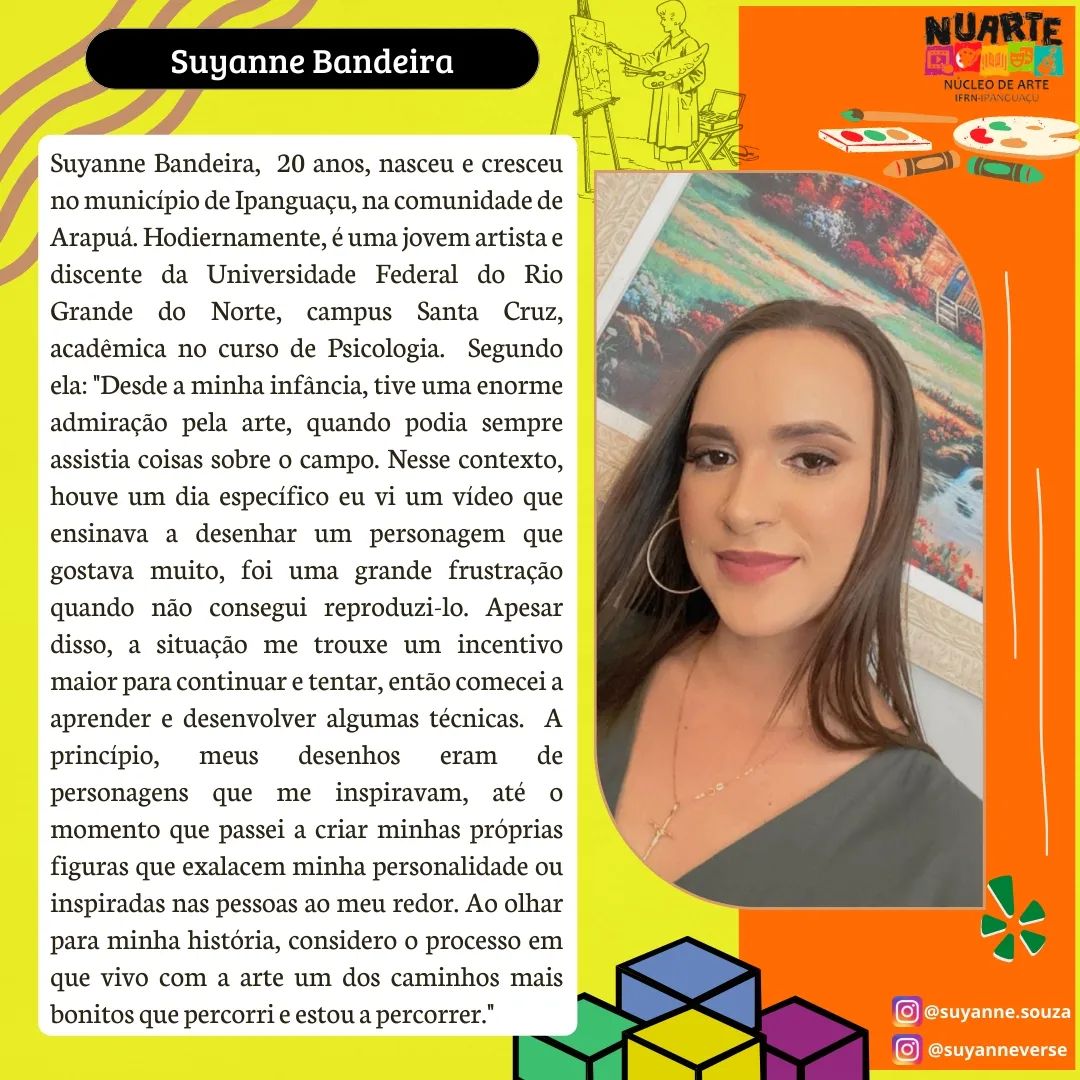 Suyanne Bandeira
NUARTE
NÚCLEO DE ARTE
IFRN-IPANGUAÇU
Suyanne Bandeira, 20 anos, nasceu e cresceu
no município de Ipanguaçu, na comunidade de
Arapuá. Hodiernamente, é uma jovem artista e
discente da Universidade Federal do Rio
Grande do Norte, campus Santa Cruz,
acadêmica no curso de Psicologia. Segundo
ela: "Desde a minha infância, tive uma enorme
admiração pela arte, quando podia sempre
assistia coisas sobre o campo. Nesse contexto,
houve um dia específico eu vi um vídeo que
ensinava a desenhar um personagem que
gostava muito, foi uma grande frustração
quando não consegui reproduzi-lo. Apesar
disso, a situação me trouxe um incentivo
maior para continuar e tentar, então comecei a
aprender e desenvolver algumas técnicas. A
princípio, meus desenhos eram de
personagens que me inspiravam, até o
momento que passei a criar minhas próprias
figuras que exalacem minha personalidade ou
inspiradas nas pessoas ao meu redor. Ao olhar
para minha história, considero o processo em
que vivo com a arte um dos caminhos mais
bonitos que percorri e estou a percorrer."
@suyanne.souza
@suyanneverse